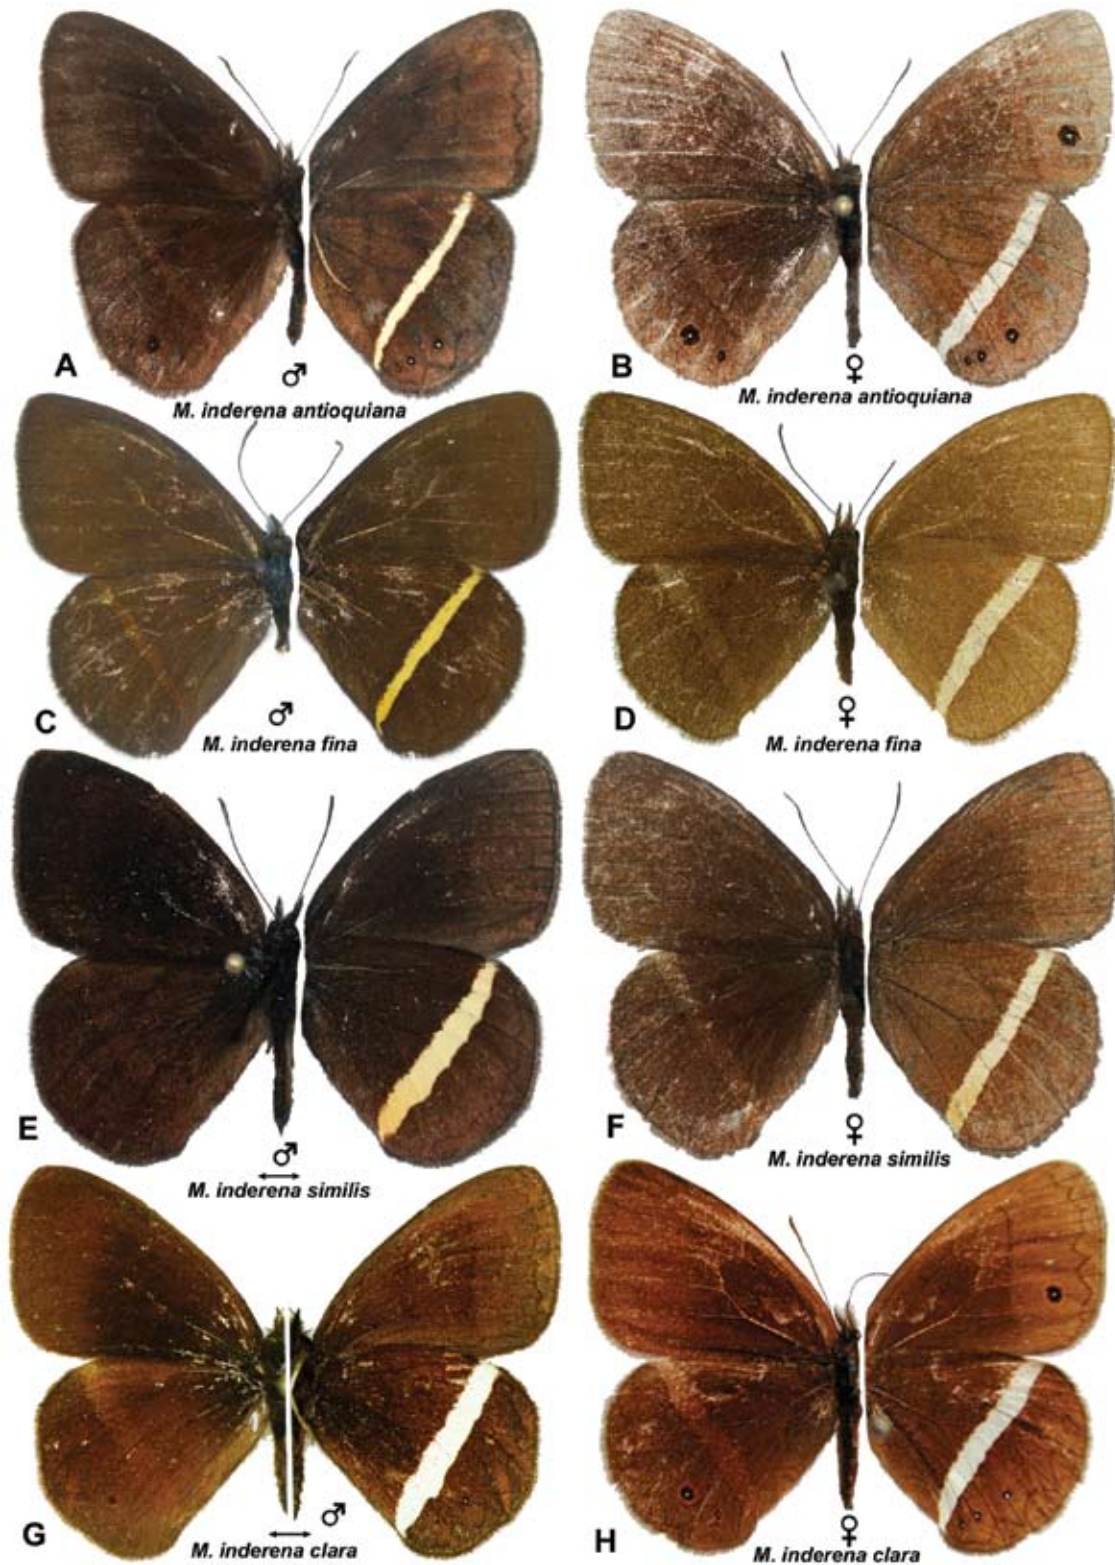 A
♂
M. inderena antioquiana
B
♀
M. inderena antioquiana
C
♂
M. inderena fina
D
♀
M. inderena fina
E
♂
M. inderena similis
F
♀
M. inderena similis
G
♂
M. inderena clara
H
♀
M. inderena clara